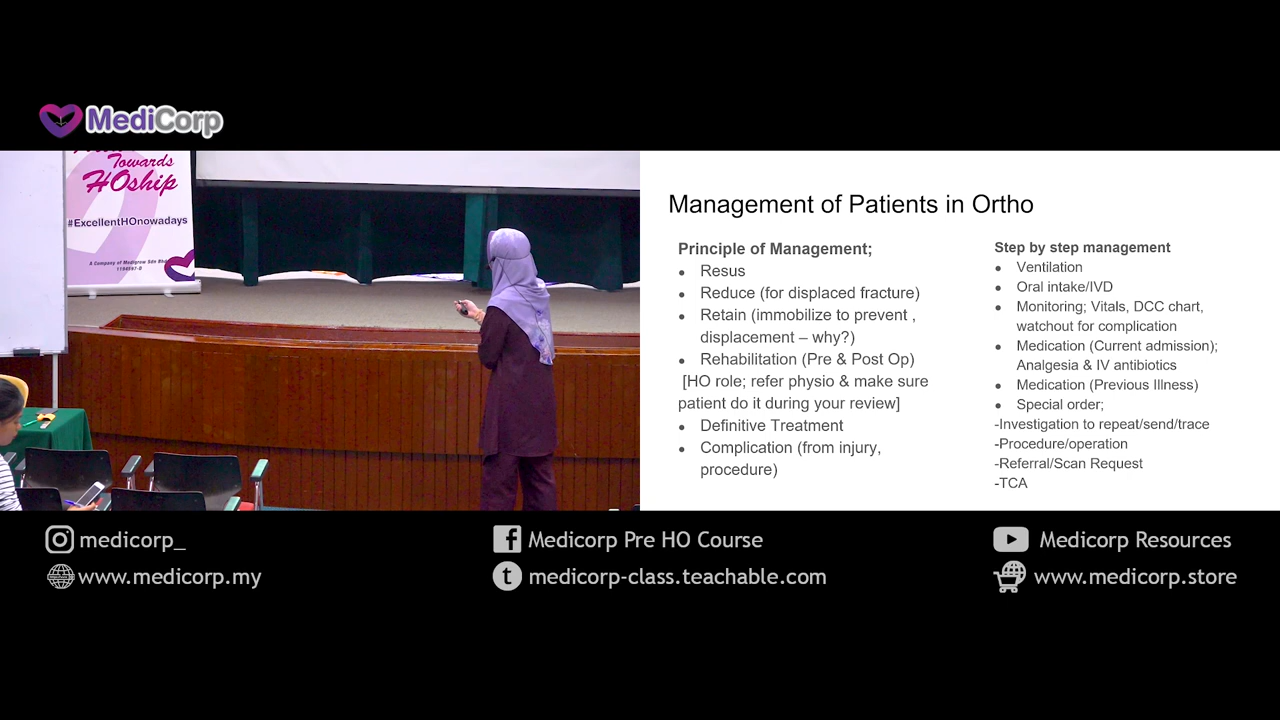 MediCorp
Towards
HOship
#ExcellentHOnowadays
A Company of Medigrow Sdn Bhd
Management of Patients in Ortho
Principle of Management;
● Resus
● Reduce (for displaced fracture)
● Retain (immobilize to prevent ,
displacement – why?)
● Rehabilitation (Pre & Post Op)
[HO role; refer physio & make sure
patient do it during your review]
● Definitive Treatment
● Complication (from injury,
procedure)
Step by step management
● Ventilation
● Oral intake/IVD
● Monitoring; Vitals, DCC chart,
watchout for complication
● Medication (Current admission);
Analgesia & IV antibiotics
● Medication (Previous Illness)
● Special order;
-Investigation to repeat/send/trace
-Procedure/operation
-Referral/Scan Request
-TCA
medicorp_
www.medicorp.my
Medicorp Pre HO Course
medicorp-class.teachable.com
Medicorp Resources
www.medicorp.store